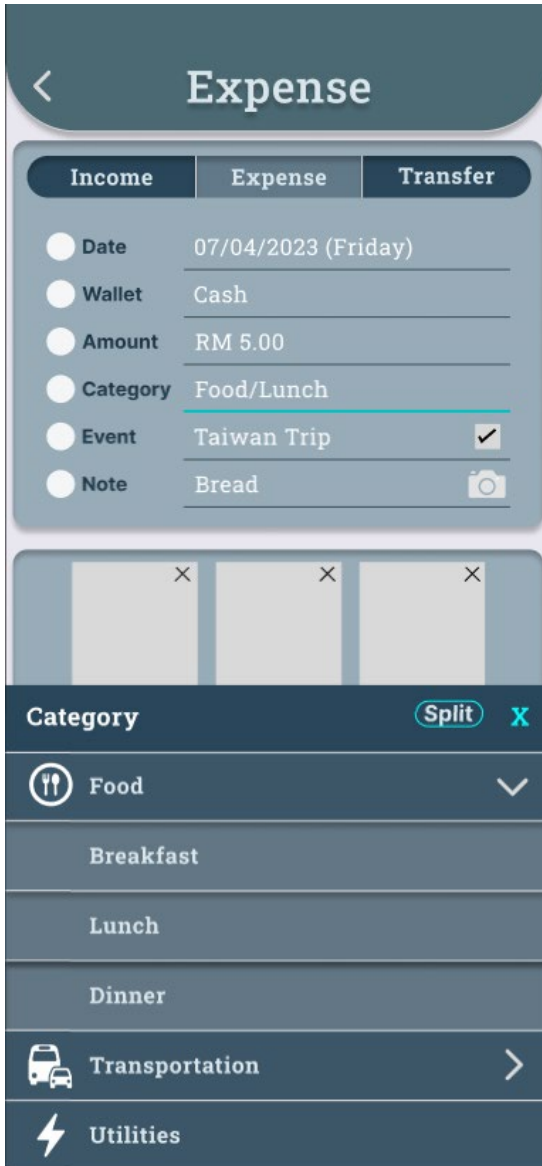 Expense
Income Expense Transfer
Date 07/04/2023 (Friday)
Wallet Cash
Amount RM 5.00
Category Food/Lunch
Event Taiwan Trip
Note Bread
Category Split X
Food
Breakfast
Lunch
Dinner
Transportation
Utilities